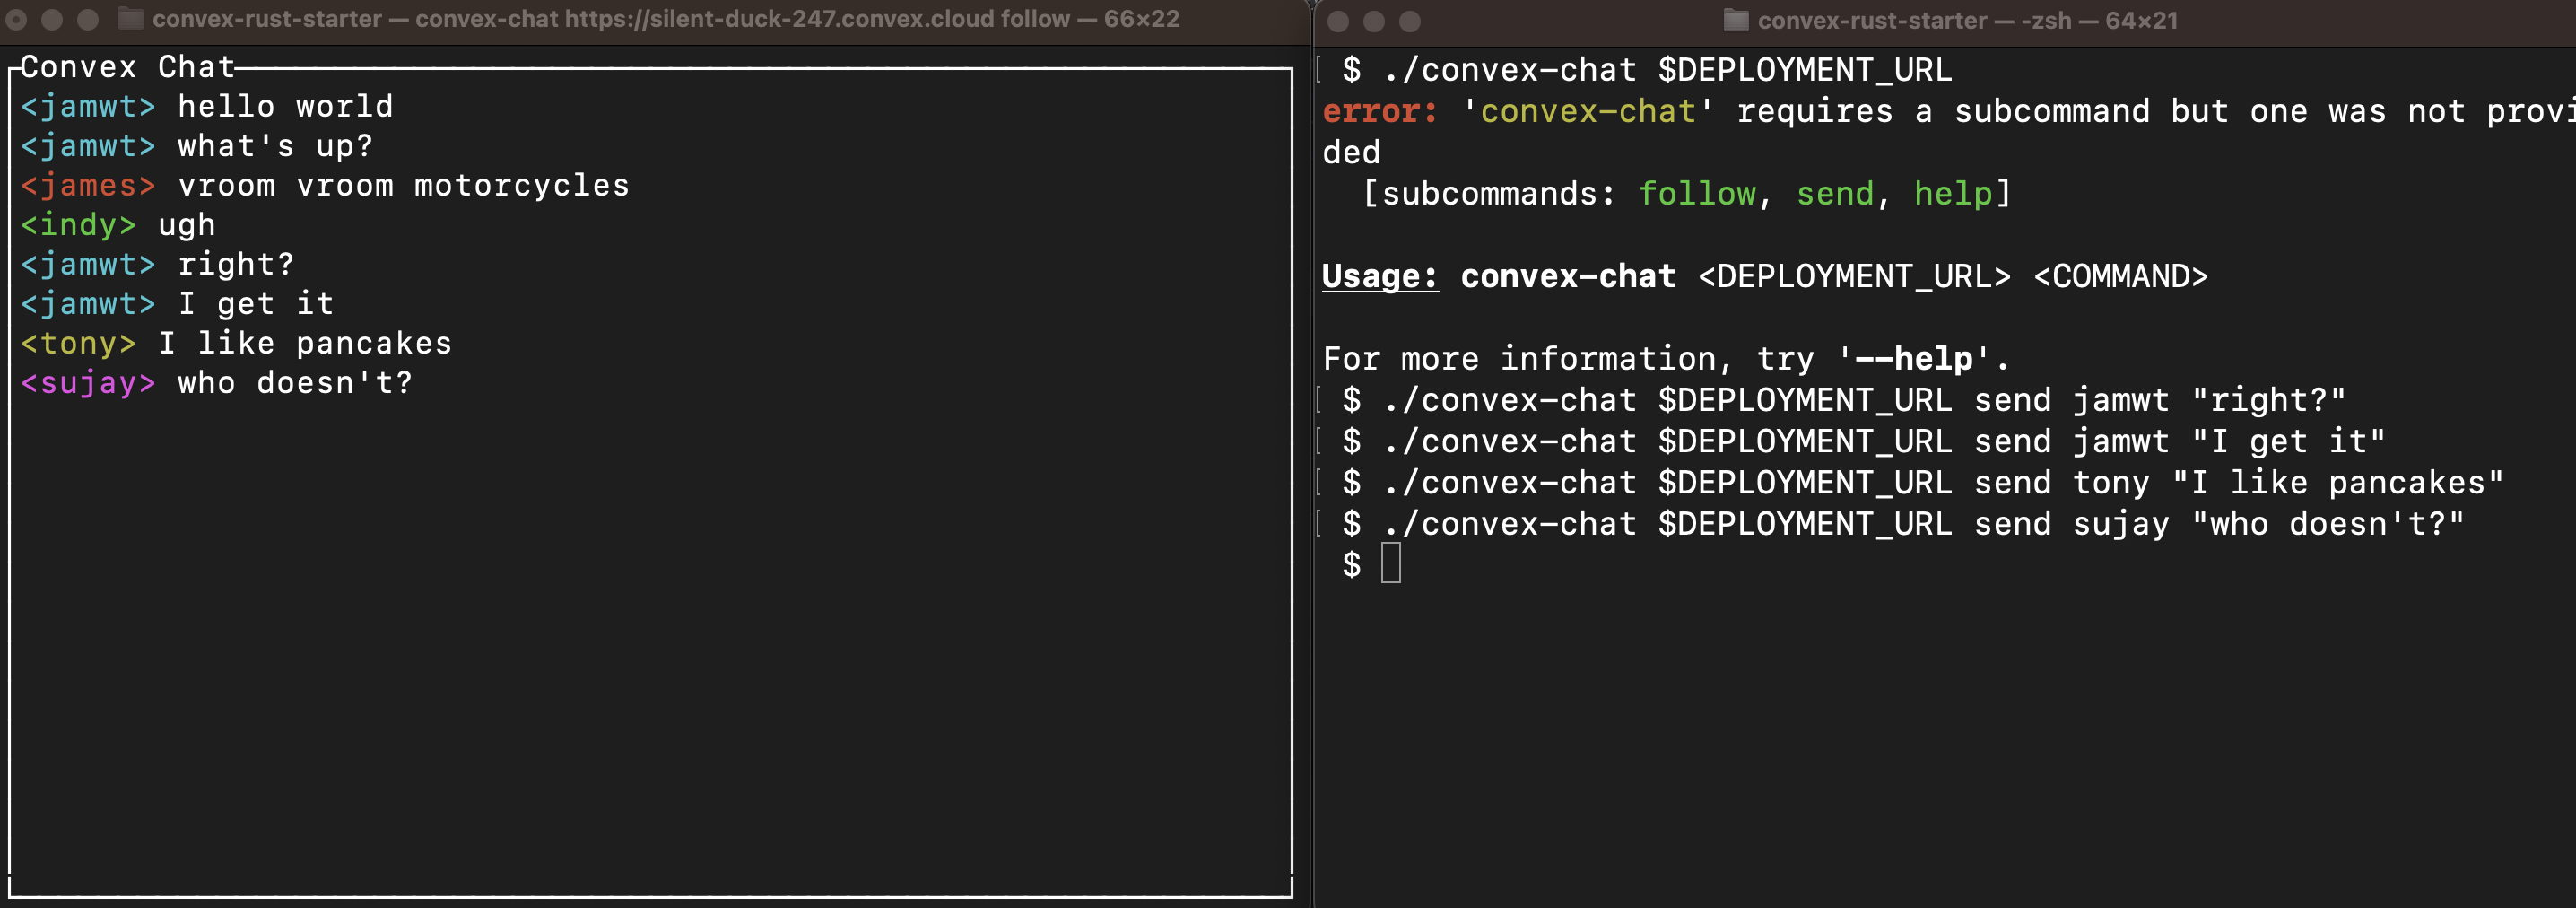 convex-rust-starter — convex-chat https://silent-duck-247.convex.cloud follow — 66×22
Convex Chat
<jamwt> hello world
<jamwt> what's up?
<james> vroom vroom motorcycles
<indy> ugh
<jamwt> right?
<jamwt> I get it
<tony> I like pancakes
<sujay> who doesn't?
convex-rust-starter — -zsh — 64×21
[ $ ./convex-chat $DEPLOYMENT_URL
error: 'convex-chat' requires a subcommand but one was not provi
ded
[subcommands: follow, send, help]
Usage: convex-chat <DEPLOYMENT_URL> <COMMAND>
For more information, try '--help'.
[ $ ./convex-chat $DEPLOYMENT_URL send jamwt "right?"
[ $ ./convex-chat $DEPLOYMENT_URL send jamwt "I get it"
[ $ ./convex-chat $DEPLOYMENT_URL send tony "I like pancakes"
[ $ ./convex-chat $DEPLOYMENT_URL send sujay "who doesn't?"
$